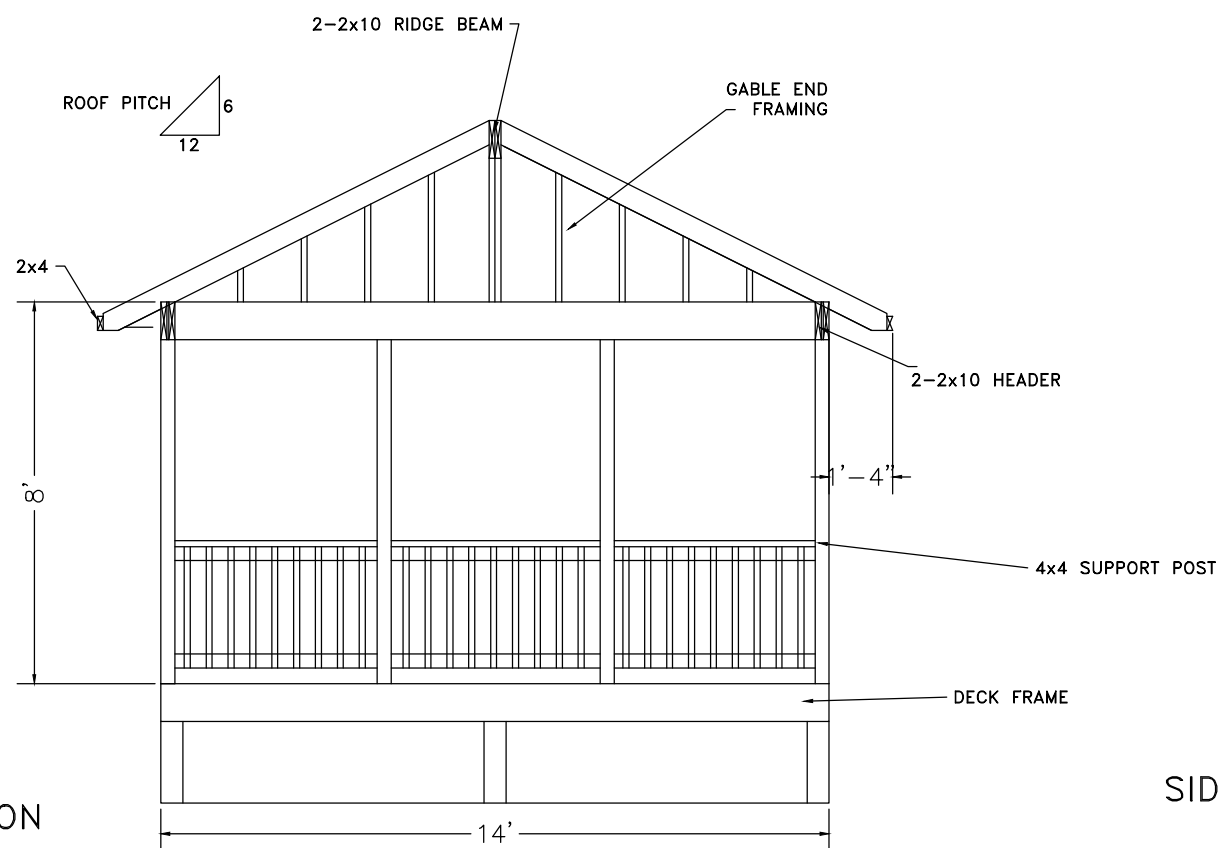 2-2x10 RIDGE BEAM
ROOF PITCH
6
12
GABLE END
FRAMING
2x4
2-2x10 HEADER
8'
1'-4"
4x4 SUPPORT POST
DECK FRAME
SID
ON
14'